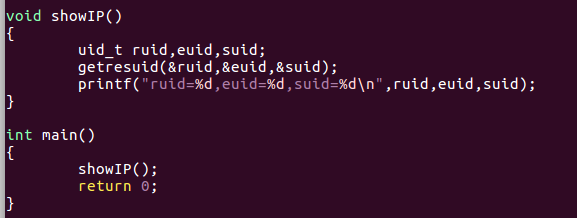 void showIP()
{
        uid_t ruid,euid,suid;
        getresuid(&ruid,&euid,&suid);
        printf("ruid=%d,euid=%d,suid=%d\n",ruid,euid,suid);
}

int main()
{
        showIP();
        return 0;
}